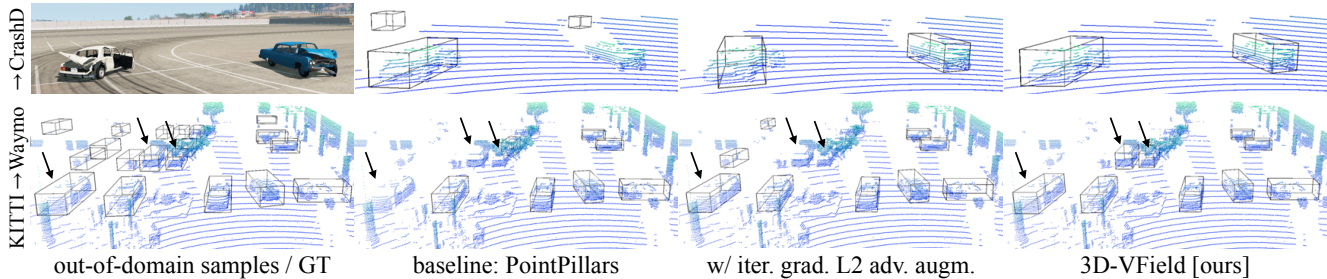 →CrashD
KITTI →Waymo
out-of-domain samples / GT
baseline: PointPillars
w/ iter. grad. L2 adv. augm.
3D-VField [ours]